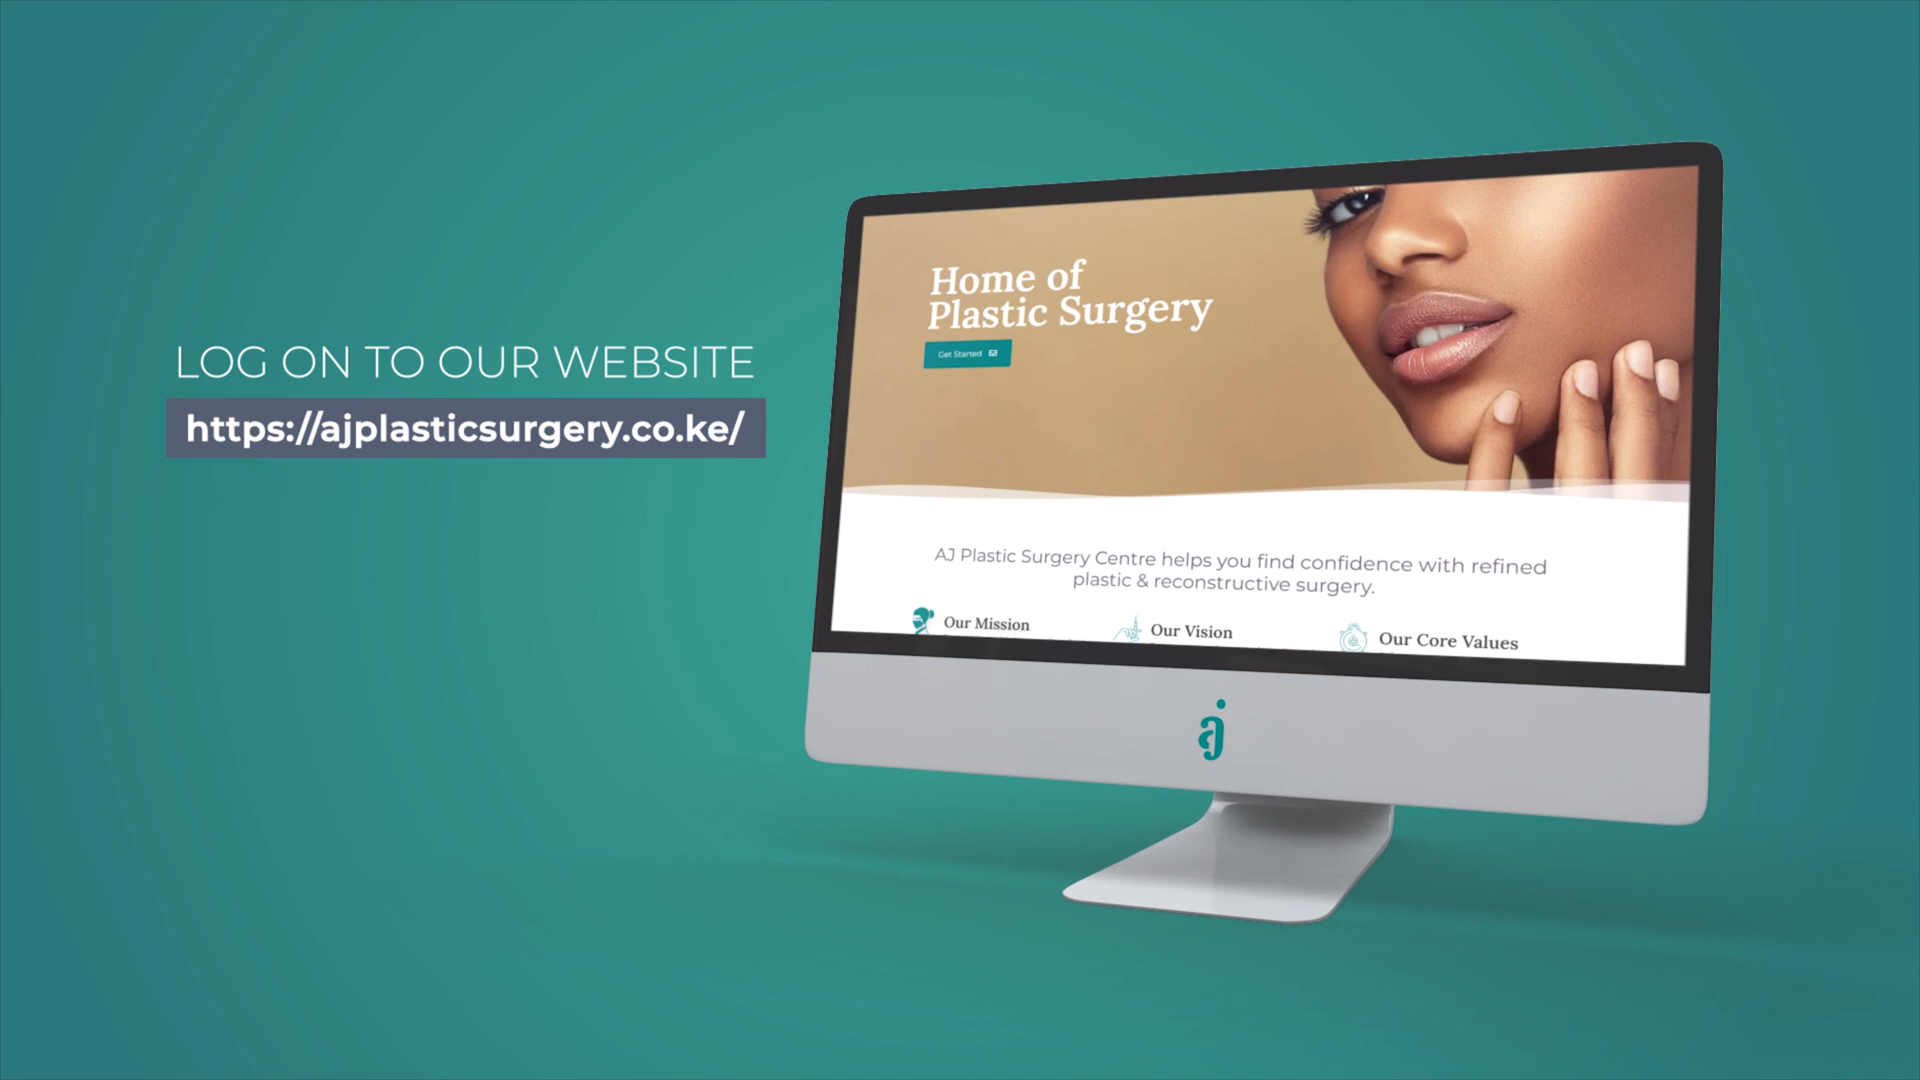 LOG ON TO OUR WEBSITE
https://ajplasticsurgery.co.ke/
Home of
Plastic Surgery
Get Started
AJ Plastic Surgery Centre helps you find confidence with refined
plastic & reconstructive surgery.
Our Mission
Our Vision
Our Core Values
aj